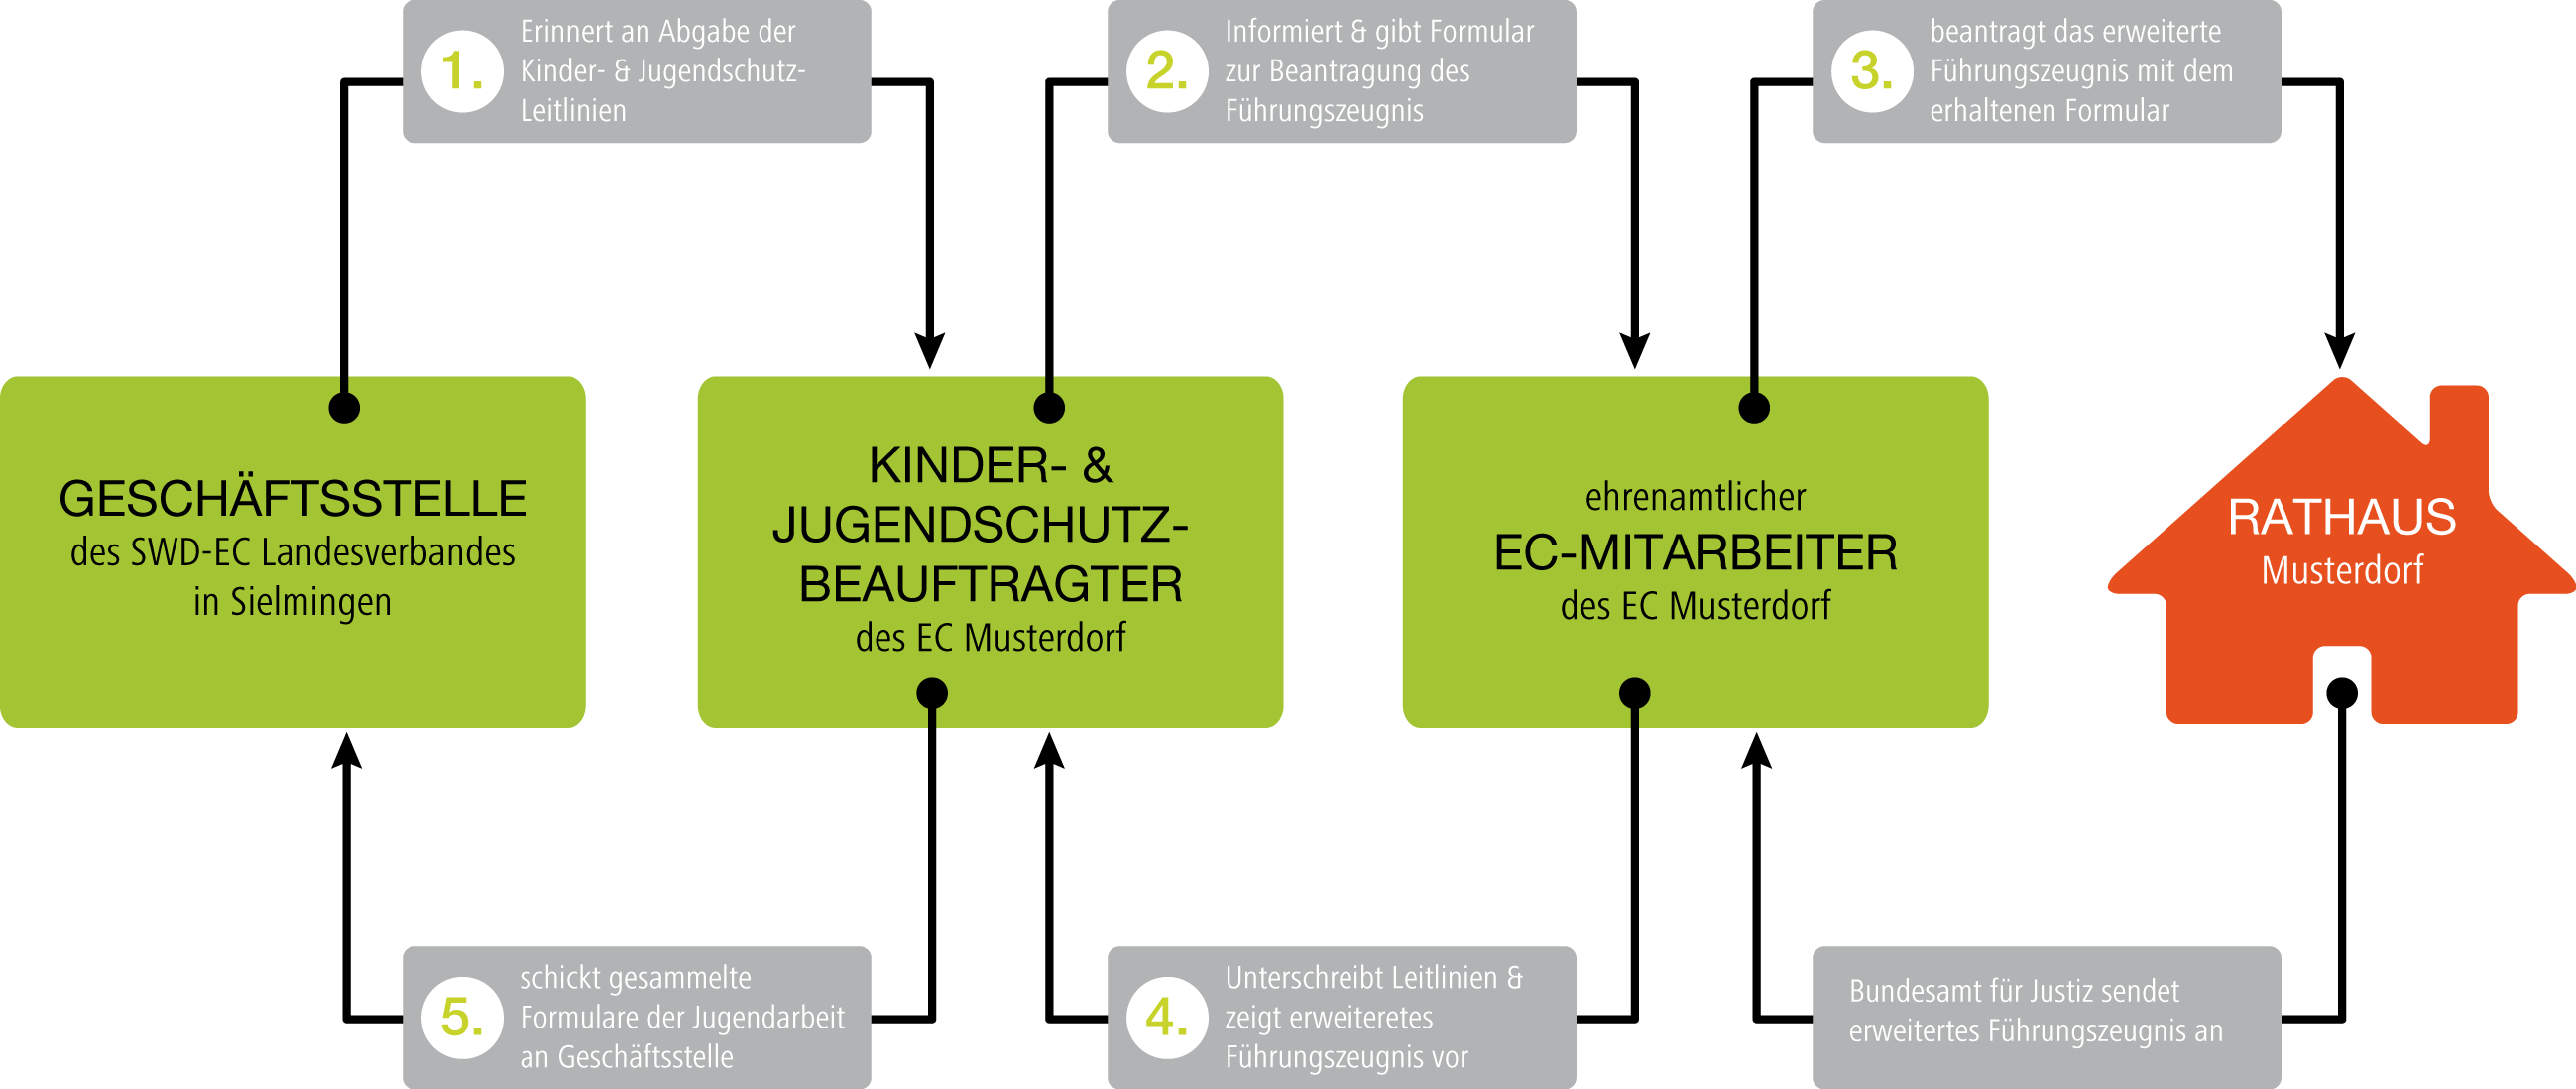 1.
Erinnert an Abgabe der
Kinder- & Jugendschutz-
Leitlinien
2.
Informiert & gibt Formular
zur Beantragung des
Führungszeugnis
3.
beantragt das erweiterte
Führungszeugnis mit dem
erhaltenen Formular
GESCHÄFTSSTELLE
des SWD-EC Landesverbandes
in Sielmingen
KINDER- &
JUGENDSCHUTZ-
BEAUFTRAGTER
des EC Musterdorf
ehrenamtlicher
EC-MITARBEITER
des EC Musterdorf
RATHAUS
Musterdorf
5.
schickt gesammelte
Formulare der Jugendarbeit
an Geschäftsstelle
4.
Unterschreibt Leitlinien &
zeigt erweiteretes
Führungszeugnis vor
Bundesamt für Justiz sendet
erweitertes Führungszeugnis an